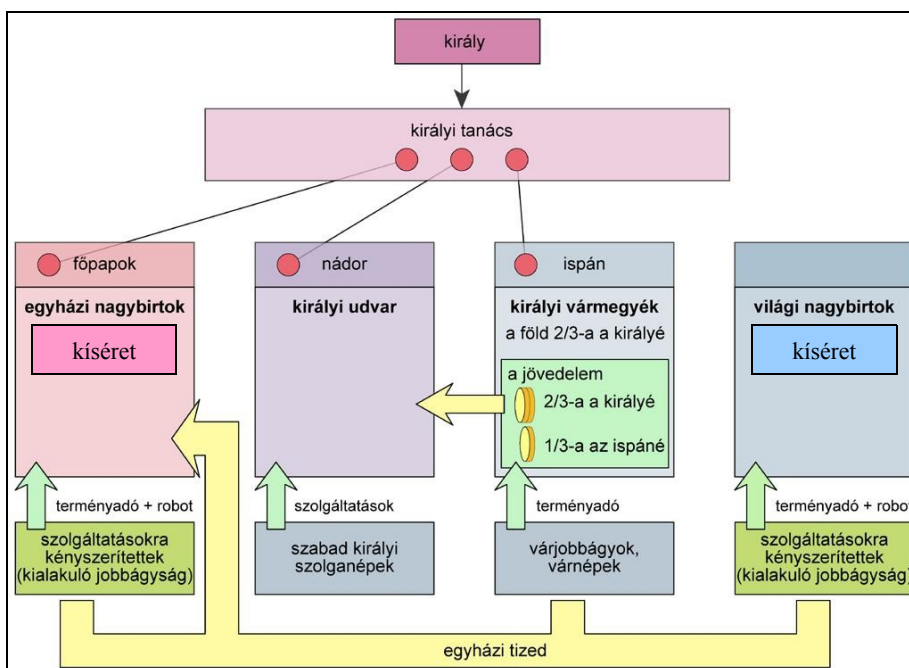 király
királyi tanács
főpapok
nádor
ispán
egyházi nagybirtok
királyi udvar
királyi vármegyék
világi nagybirtok
a föld 2/3-a a királyé
kíséret
kíséret
a jövedelem
2/3-a a királyé
1/3-a az ispáné
terményadó + robot
szolgáltatások
terményadó
terményadó + robot
szolgáltatásokra
kényszerítettek
(kialakuló jobbágyság)
szabad királyi
szolganépek
várjobbágyok,
várnépek
szolgáltatásokra
kényszerítettek
(kialakuló jobbágyság)
egyházi tized